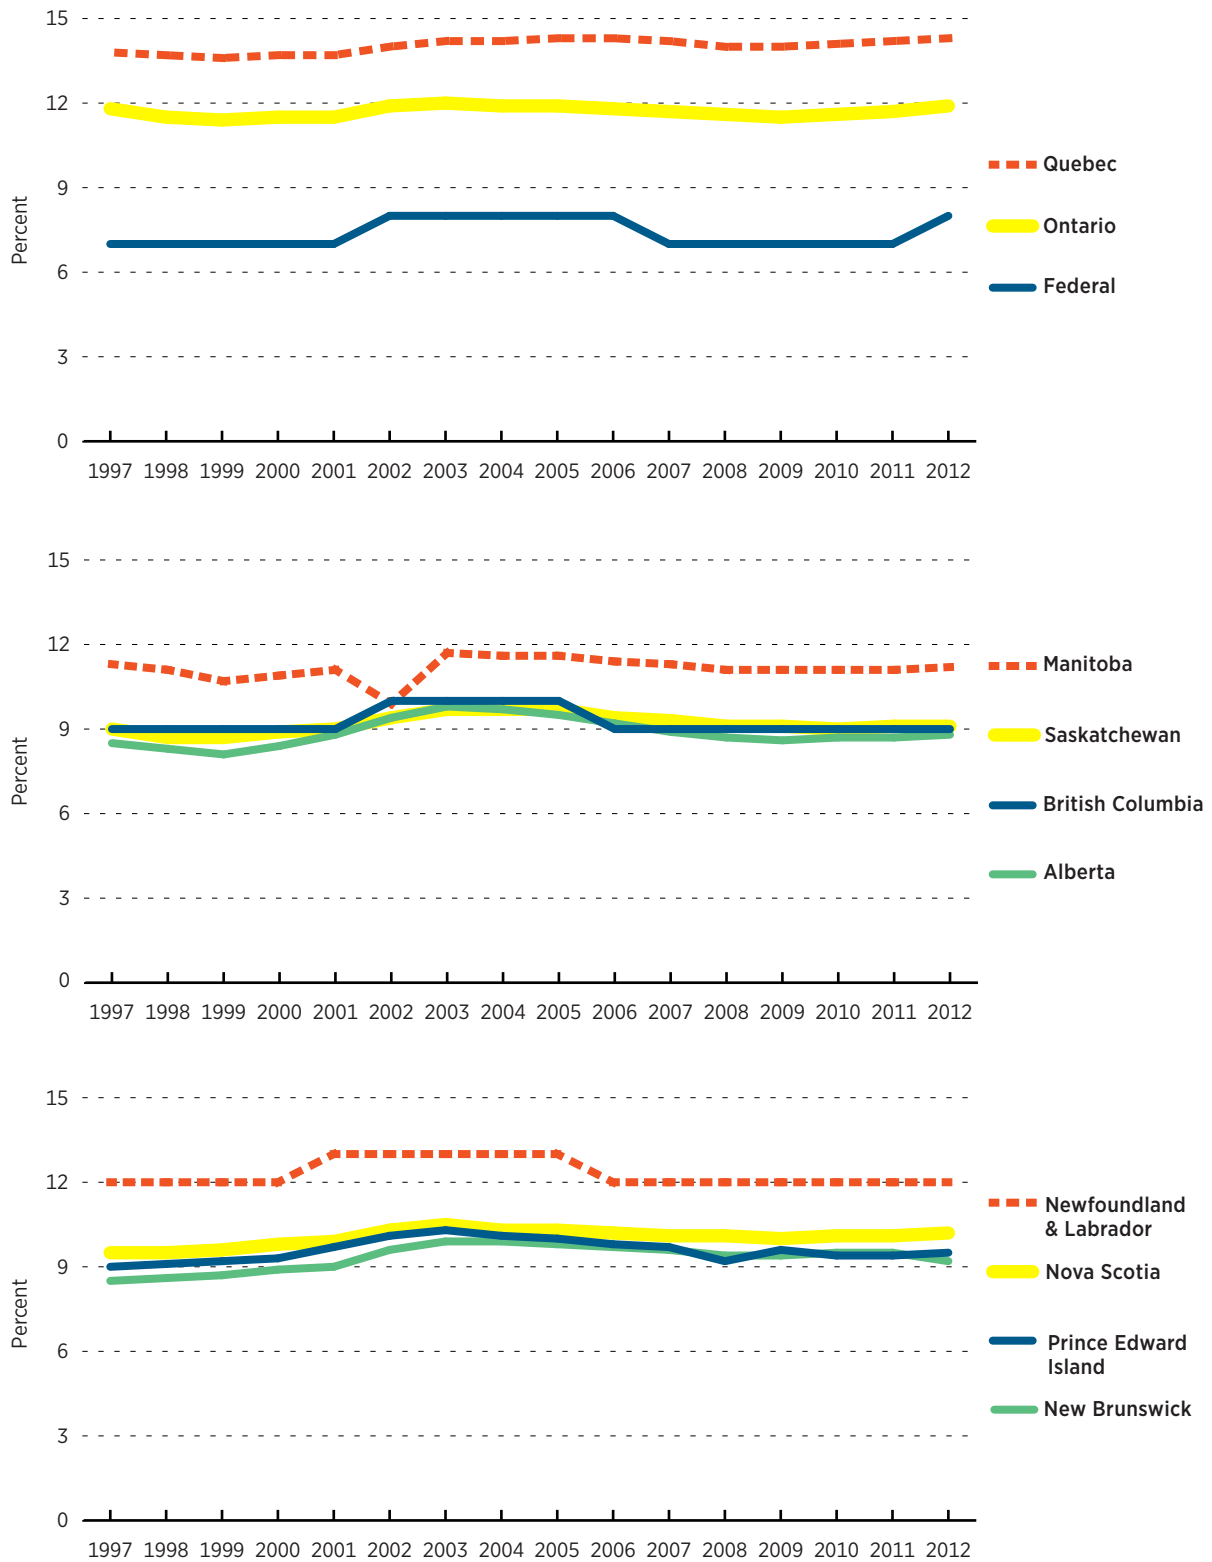 15
12
9
6
3
0
Percent
1997 1998 1999 2000 2001 2002 2003 2004 2005 2006 2007 2008 2009 2010 2011 2012
Quebec
Ontario
Federal
15
12
9
6
3
0
Percent
1997 1998 1999 2000 2001 2002 2003 2004 2005 2006 2007 2008 2009 2010 2011 2012
Manitoba
Saskatchewan
British Columbia
Alberta
15
12
9
6
3
0
Percent
1997 1998 1999 2000 2001 2002 2003 2004 2005 2006 2007 2008 2009 2010 2011 2012
Newfoundland
& Labrador
Nova Scotia
Prince Edward
Island
New Brunswick